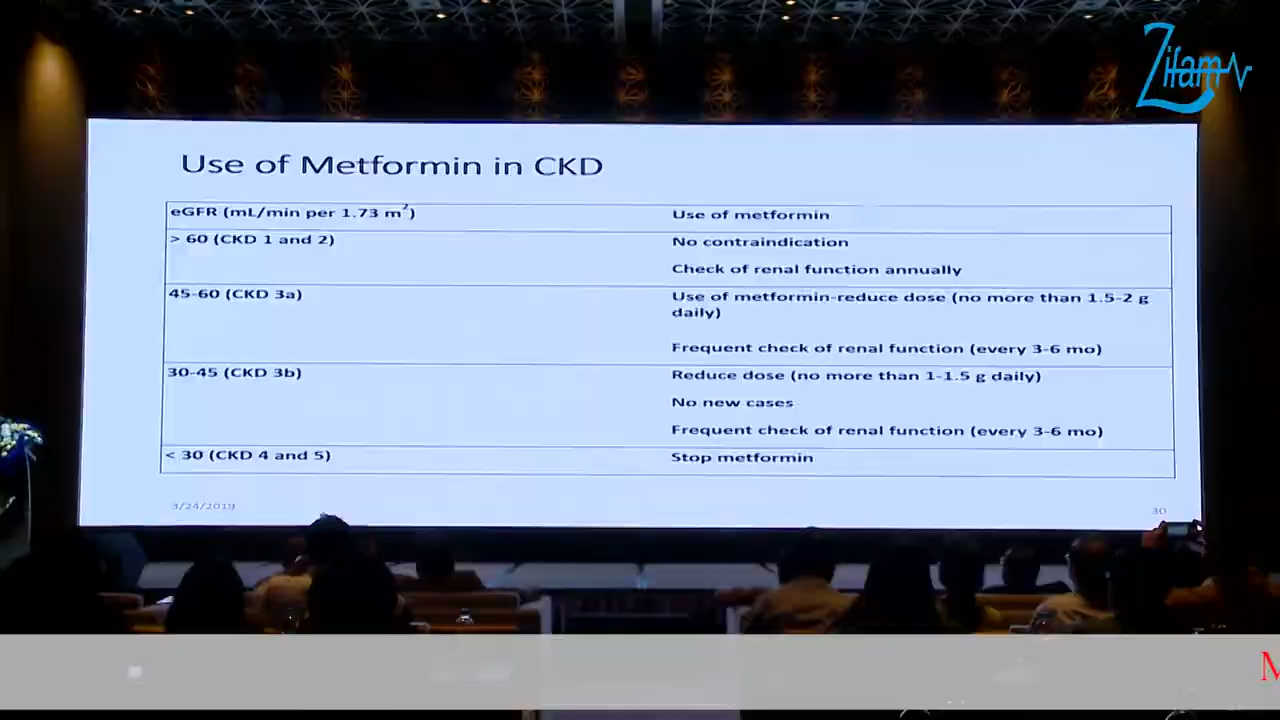 Zifam
Use of Metformin in CKD
eGFR (mL/min per 1.73 m²)
Use of metformin
> 60 (CKD 1 and 2)
No contraindication
Check of renal function annually
45-60 (CKD 3a)
Use of metformin-reduce dose (no more than 1.5-2 g
daily)
Frequent check of renal function (every 3-6 mo)
30-45 (CKD 3b)
Reduce dose (no more than 1-1.5 g daily)
No new cases
Frequent check of renal function (every 3-6 mo)
< 30 (CKD 4 and 5)
Stop metformin
3/24/2019
30
M